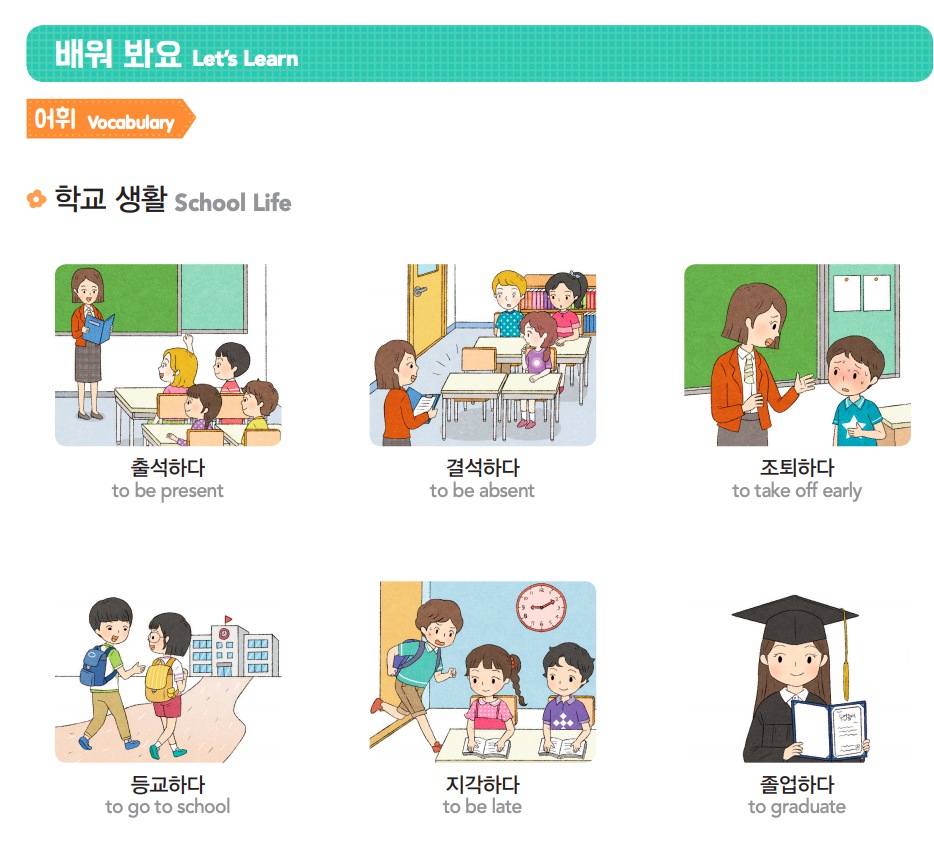 배워 봐요 Let's Learn
어휘 Vocabulary
학교 생활 School Life
출석하다
to be present
결석하다
to be absent
조퇴하다
to take off early
등교하다
to go to school
지각하다
to be late
졸업하다
to graduate